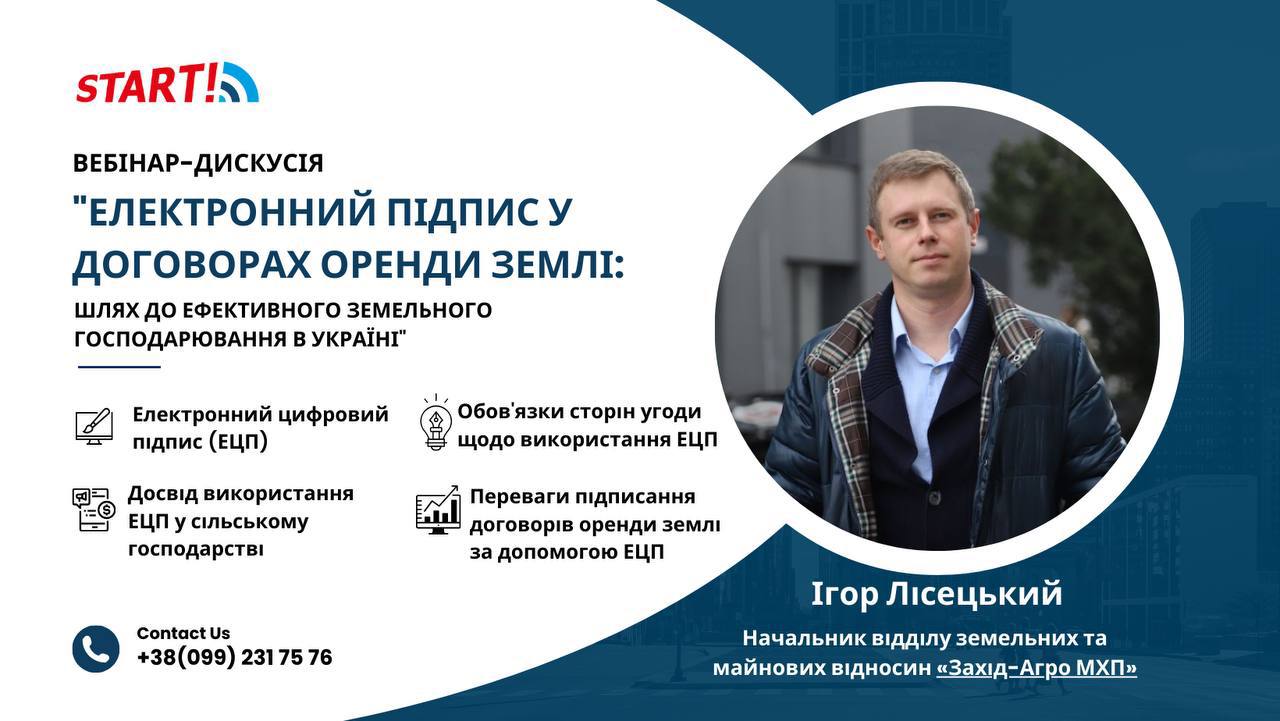 START!
ВЕБІНАР-ДИСКУСІЯ
"ЕЛЕКТРОННИЙ ПІДПИС У
ДОГОВОРАХ ОРЕНДИ ЗЕМЛІ:
ШЛЯХ ДО ЕФЕКТИВНОГО ЗЕМЕЛЬНОГО
ГОСПОДАРЮВАННЯ В УКРАЇНІ"
Електронний цифровий
підпис (ЕЦП)
Обов'язки сторін угоди
щодо використання ЕЦП
Досвід використання
ЕЦП у сільському
господарстві
Переваги підписання
договорів оренди землі
за допомогою ЕЦП
Contact Us
+38(099) 231 75 76
Ігор Лісецький
Начальник відділу земельних та
майнових відносин «Захід-Агро МХП»